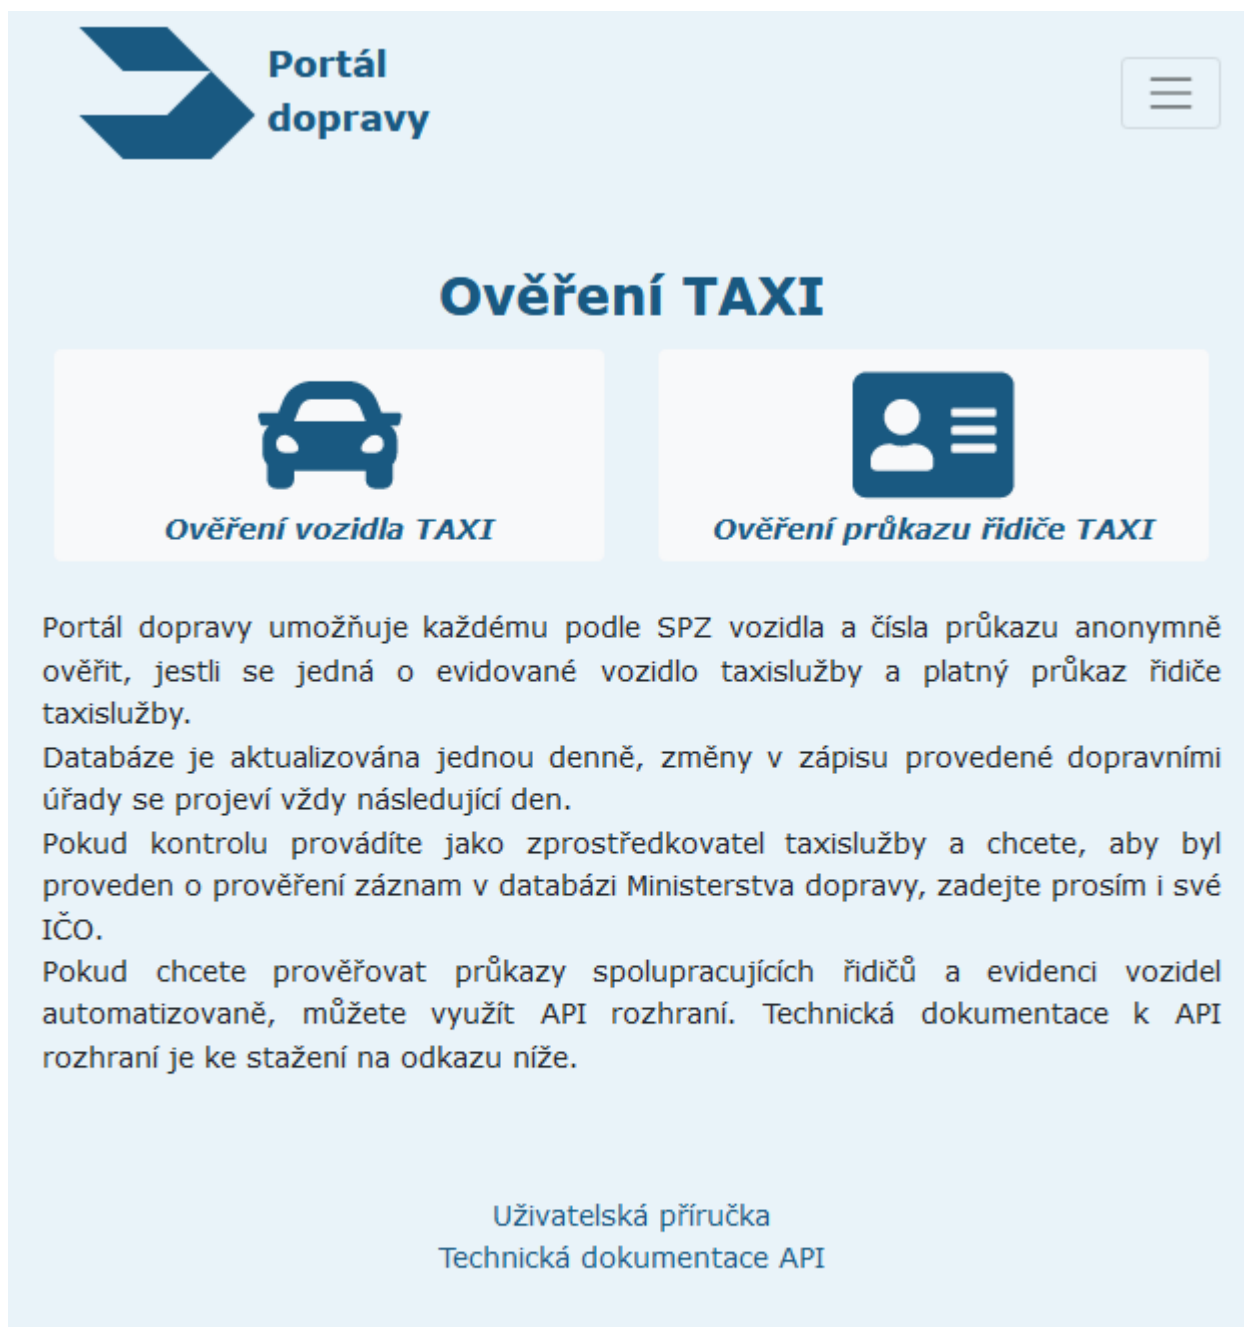 Portál
dopravy
Ověření TAXI
Ověření vozidla TAXI
Ověření průkazu řidiče TAXI
Portál dopravy umožňuje každému podle SPZ vozidla a čísla průkazu anonymně
ověřit, jestli se jedná o evidované vozidlo taxislužby a platný průkaz řidiče
taxislužby.
Databáze je aktualizována jednou denně, změny v zápisu provedené dopravními
úřady se projeví vždy následující den.
Pokud kontrolu provádíte jako zprostředkovatel taxislužby a chcete, aby byl
proveden o prověření záznam v databázi Ministerstva dopravy, zadejte prosím i své
IČO.
Pokud chcete prověřovat průkazy spolupracujících řidičů a evidenci vozidel
automatizovaně, můžete využít API rozhraní. Technická dokumentace k API
rozhraní je ke stažení na odkazu níže.
Uživatelská příručka
Technická dokumentace API